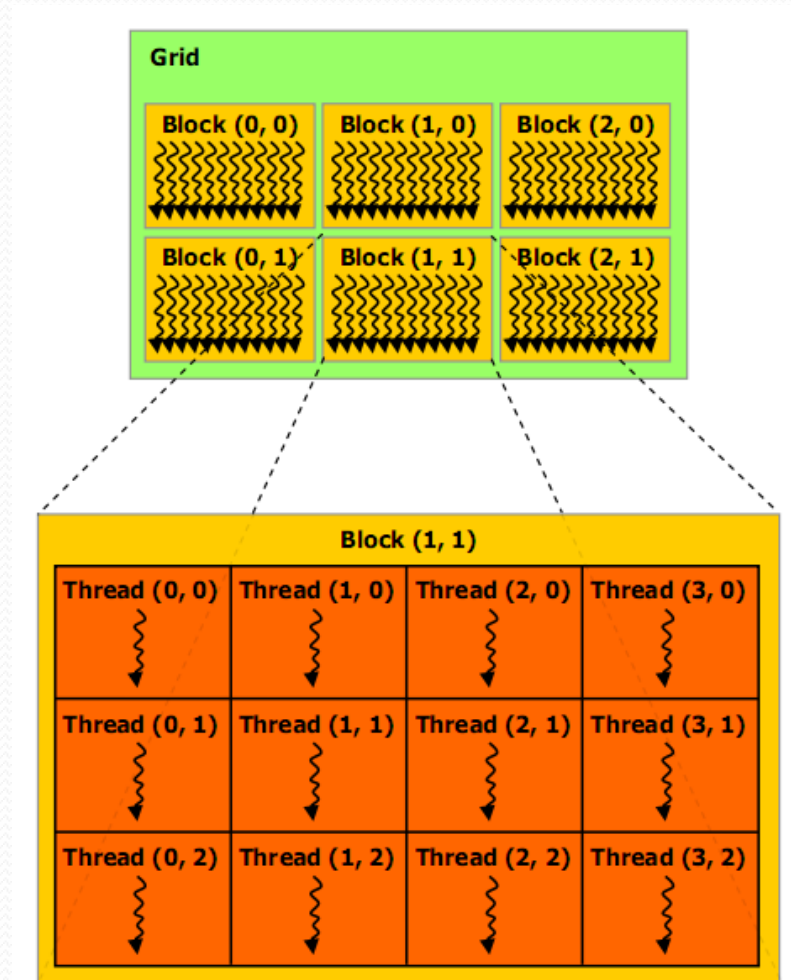 Grid
Block (0, 0) Block (1, 0) Block (2, 0)
Block (0, 1) Block (1, 1) Block (2, 1)
Block (1, 1)
Thread (0, 0) Thread (1, 0) Thread (2, 0) Thread (3, 0)
Thread (0, 1) Thread (1, 1) Thread (2, 1) Thread (3, 1)
Thread (0, 2) Thread (1, 2) Thread (2, 2) Thread (3, 2)